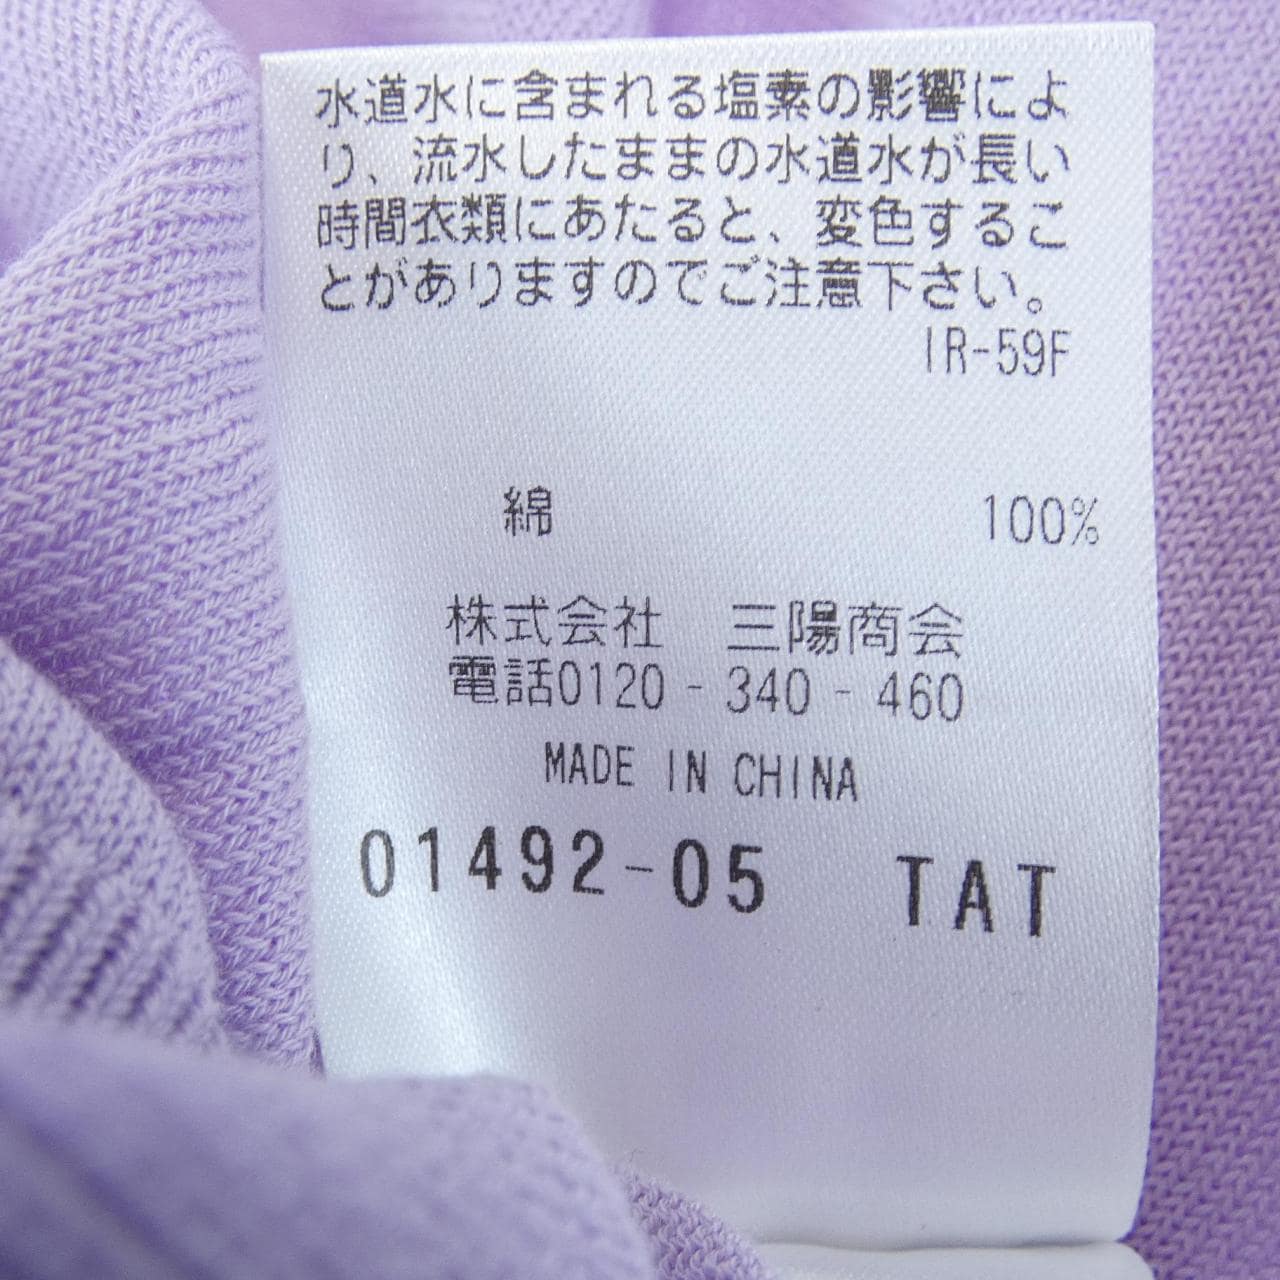 水道水に含まれる塩素の影響によ
り、流水したままの水道水が長い
時間衣類にあたると、変色するこ
とがありますのでご注意下さい。
IR-59F
綿 100%
株式会社 三陽商会
電話0120-340-460
MADE IN CHINA
01492-05 TAT